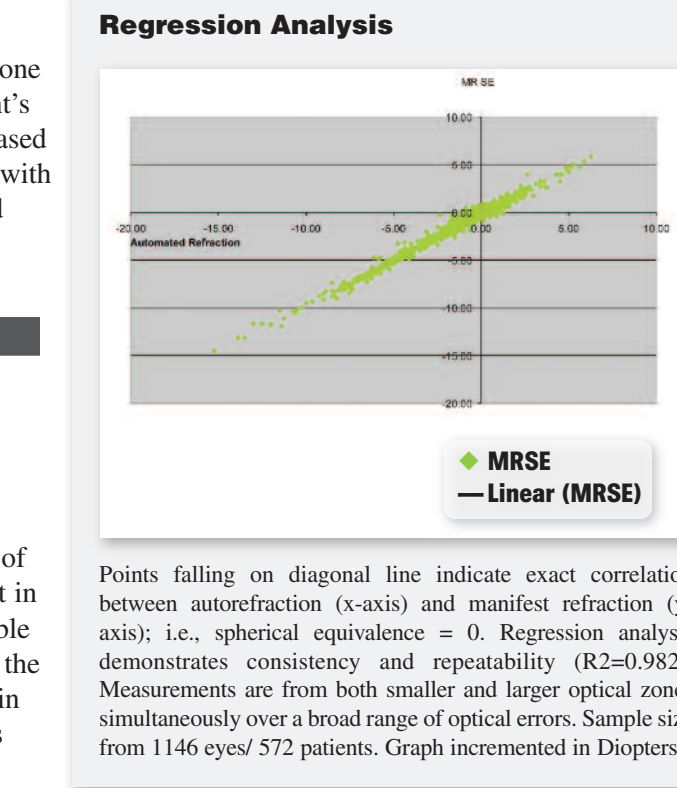 one
nt's
ased
with
d
of
t in
ble
the
in
s
Regression Analysis
MR SE
10.00
5.00
0.00
-20.00 -15.00 -10.00 -5.00 0.00 5.00 10.00
Automated Refraction
-5.00
-10.00
-15.00
-20.00
MRSE
Linear (MRSE)
Points falling on diagonal line indicate exact correlatio
between autorefraction (x-axis) and manifest refraction (y
axis); i.e., spherical equivalence = 0. Regression analys
demonstrates consistency and repeatability (R2=0.982
Measurements are from both smaller and larger optical zone
simultaneously over a broad range of optical errors. Sample siz
from 1146 eyes/ 572 patients. Graph incremented in Diopters